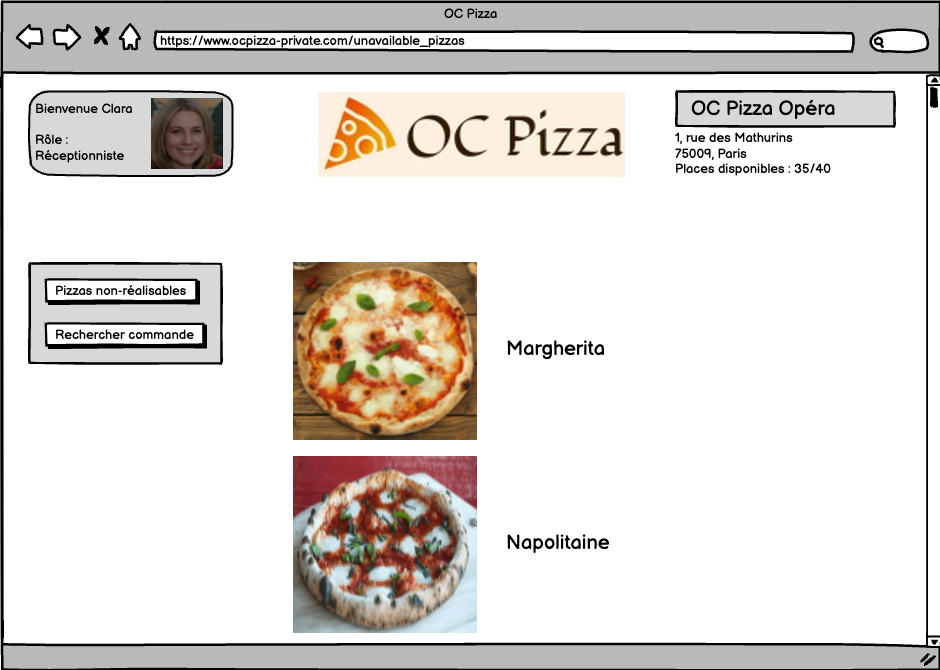 OC Pizza
https://www.ocpizza-private.com/unavailable_pizzas
Bienvenue Clara
Rôle :
Réceptionniste
OC Pizza
OC Pizza Opéra
1, rue des Mathurins
75009, Paris
Places disponibles : 35/40
Pizzas non-réalisables
Rechercher commande
Margherita
Napolitaine